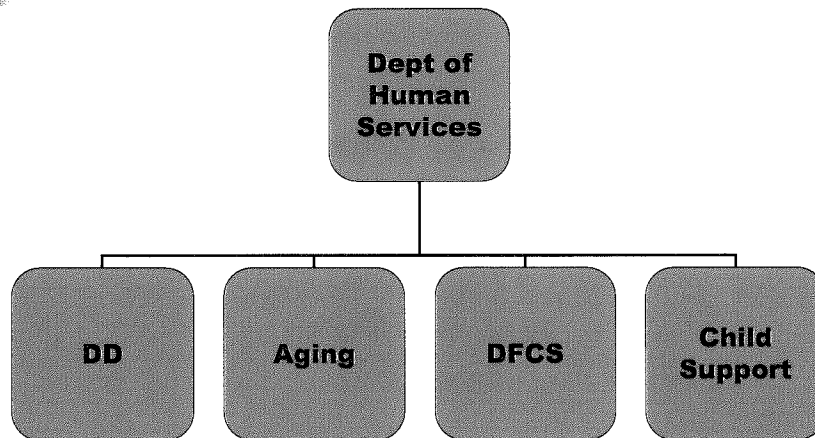 Dept of
Human
Services
DD
Aging
DFCS
Child
Support